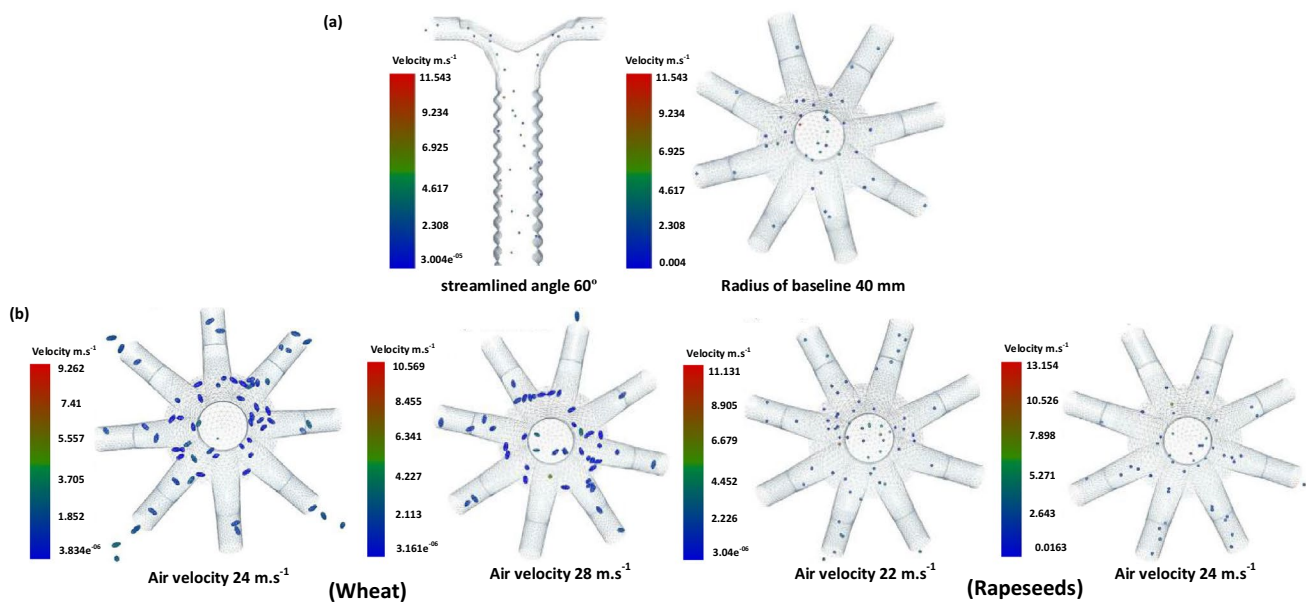 (a)
Velocity m.s⁻¹
11.543
9.234
6.925
4.617
2.308
3.004e⁻⁰⁵
streamlined angle 60°
Velocity m.s⁻¹
11.543
9.234
6.925
4.617
2.308
0.004
Radius of baseline 40 mm
(b)
Velocity m.s⁻¹
9.262
7.41
5.557
3.705
1.852
3.834e⁻⁰⁶
Air velocity 24 m.s⁻¹
Velocity m.s⁻¹
10.569
8.455
6.341
4.227
2.113
3.161e⁻⁰⁶
Air velocity 28 m.s⁻¹
(Wheat)
Velocity m.s⁻¹
11.131
8.905
6.679
4.452
2.226
3.04e⁻⁰⁶
Air velocity 22 m.s⁻¹
Velocity m.s⁻¹
13.154
10.526
7.898
5.271
2.643
0.0163
Air velocity 24 m.s⁻¹
(Rapeseeds)